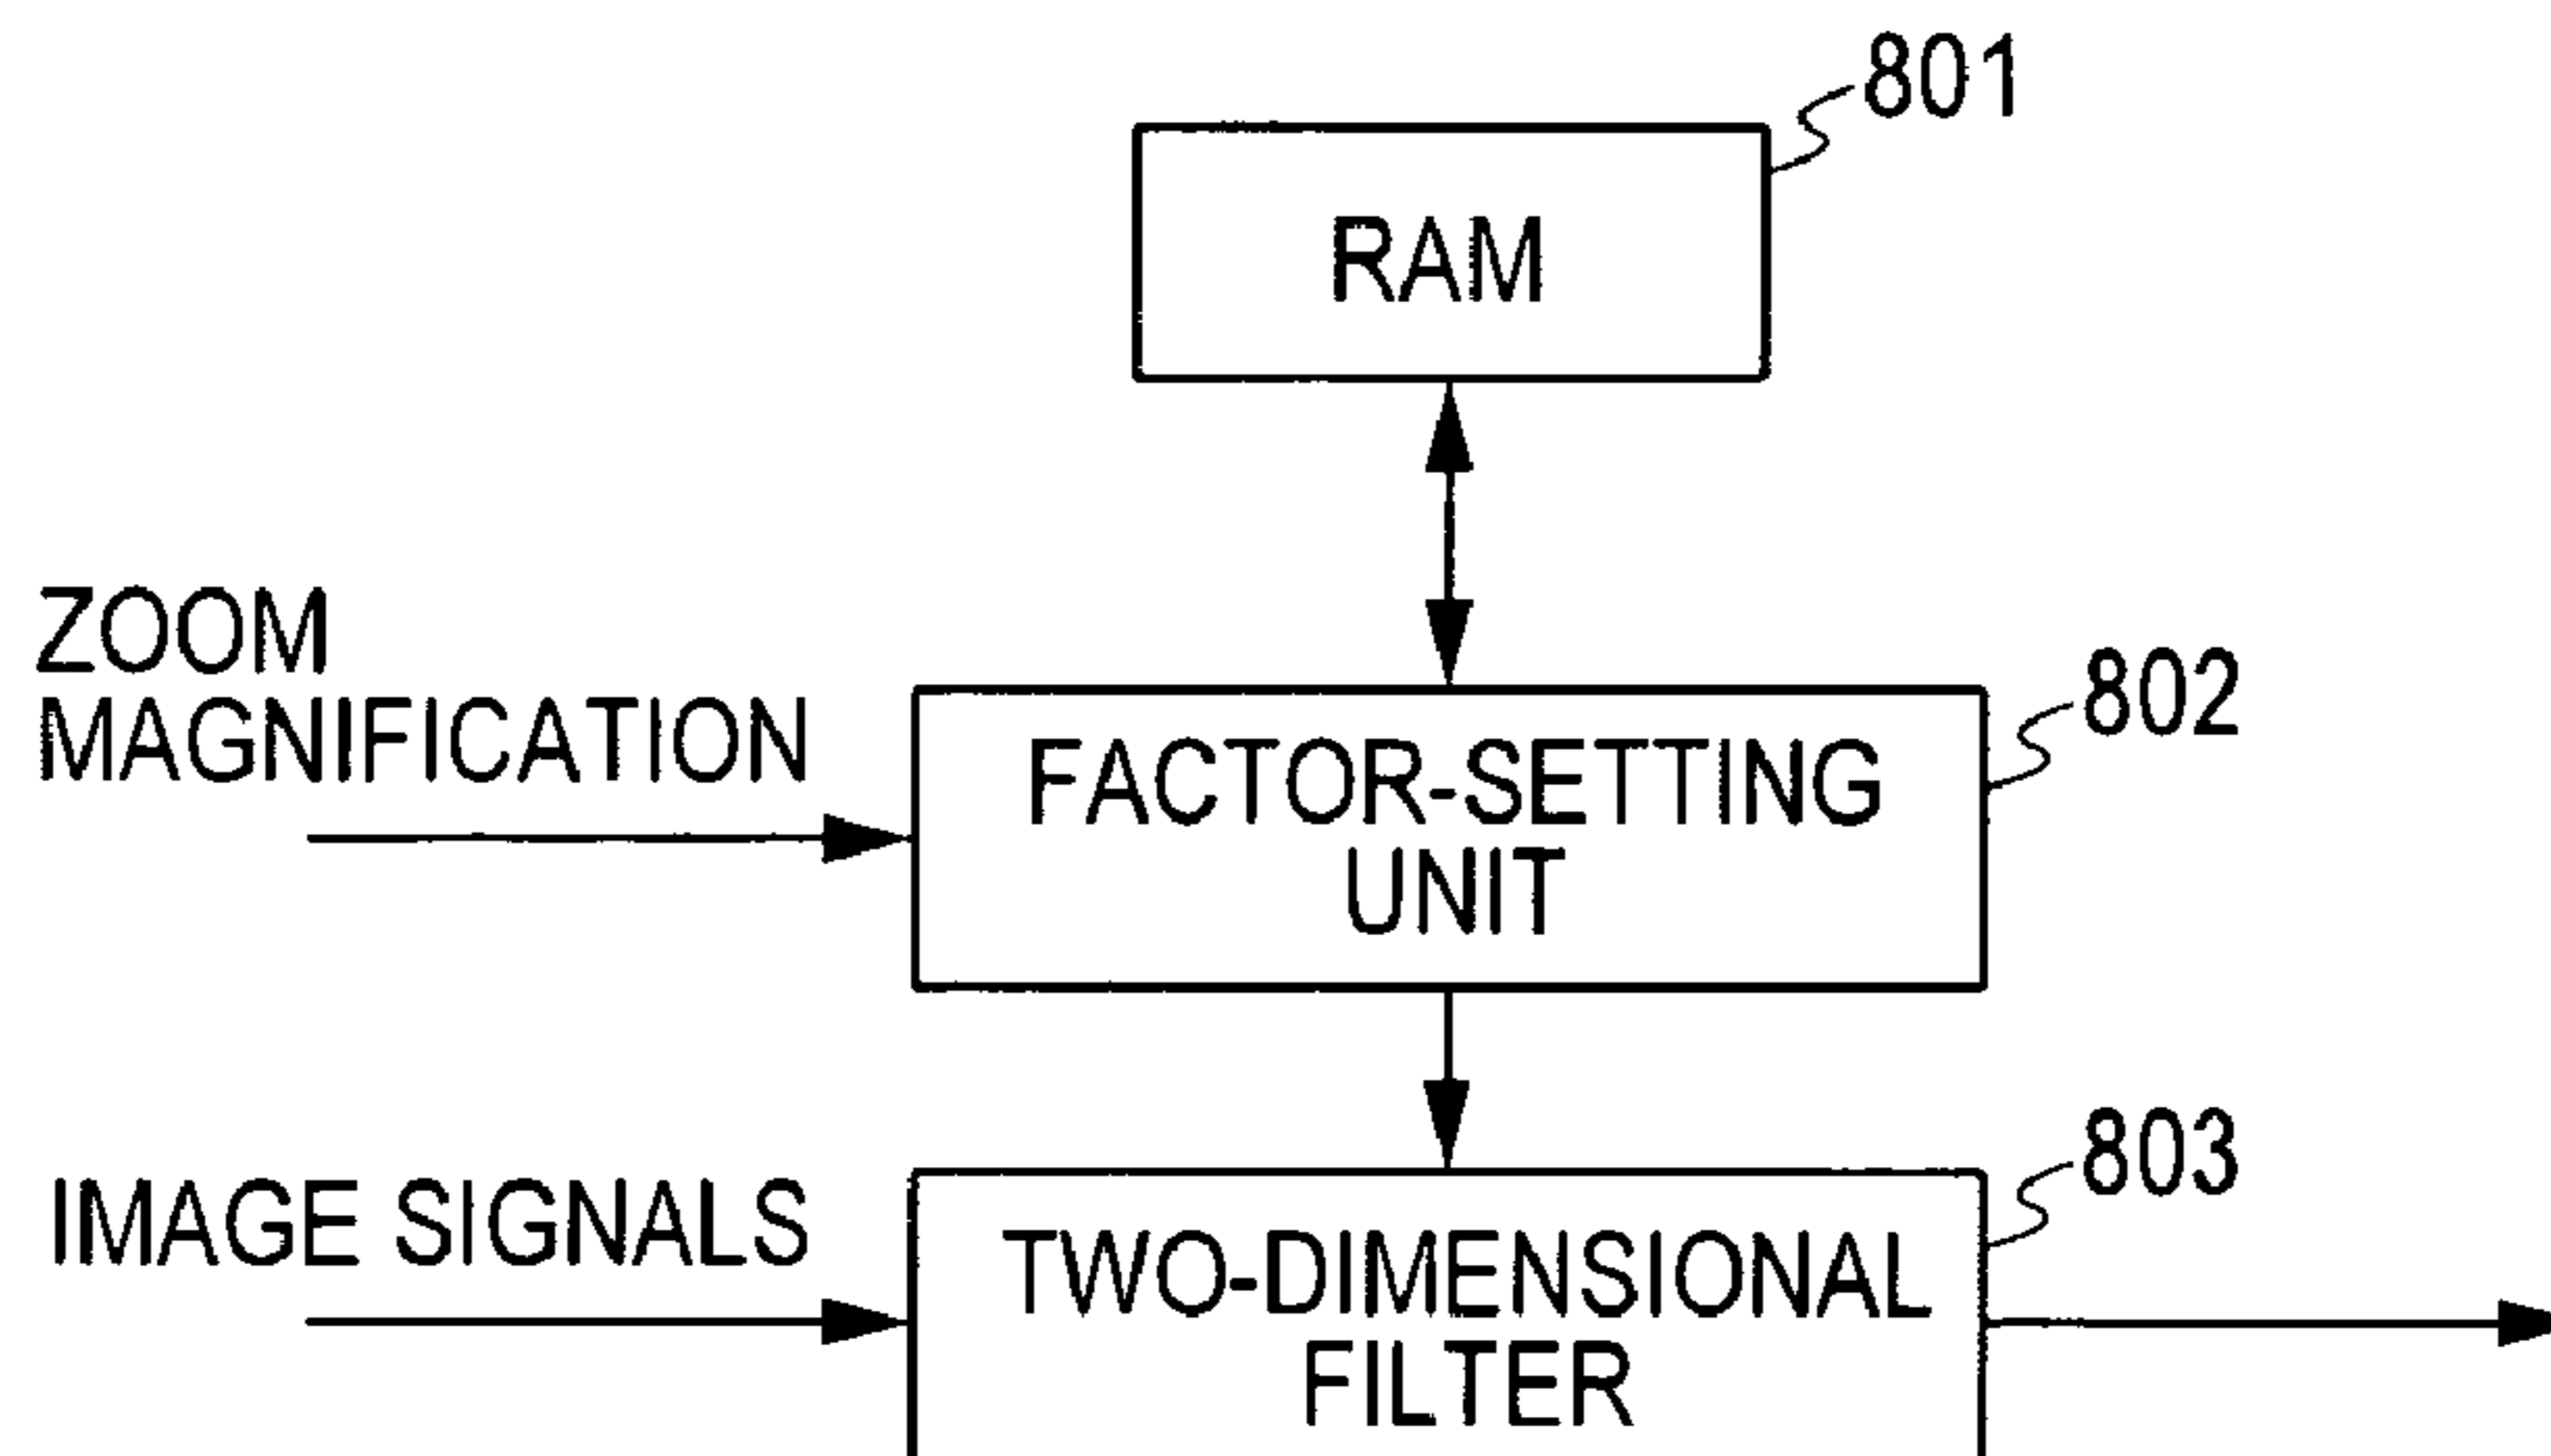 801
RAM
ZOOM
MAGNIFICATION
802
FACTOR-SETTING
UNIT
803
IMAGE SIGNALS
TWO-DIMENSIONAL
FILTER